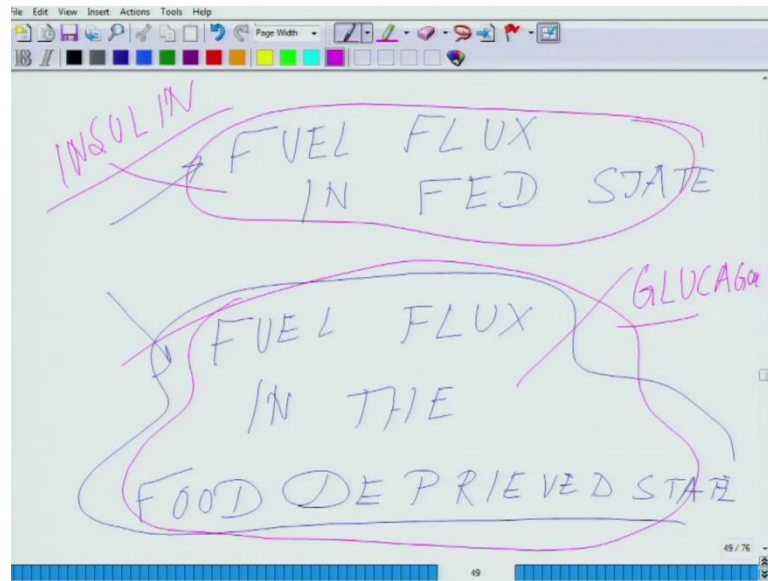 File Edit View Insert Actions Tools Help
Page Width
B I
INSULIN
FUEL FLUX
IN FED STATE
GLUCAGon
FUEL FLUX
IN THE
FOOD DEPRIEVED STATE
49 / 76
49